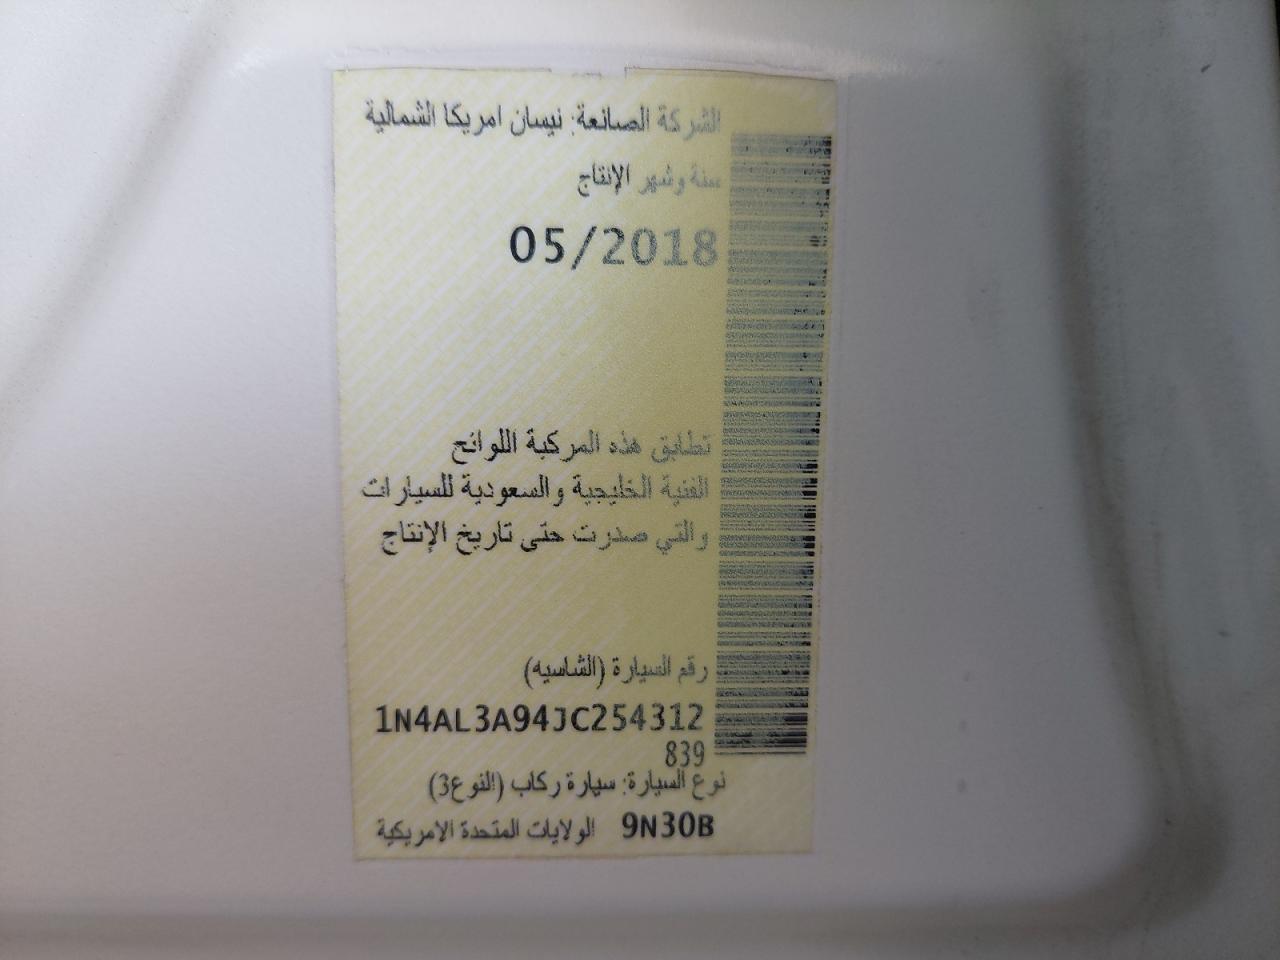 الشركة الصانعة: نيسان امريكا الشمالية
سنة وشهر الإنتاج
05/2018
تطابق هذه المركبة اللوائح
الفنية الخليجية والسعودية للسيارات
والتي صدرت حتى تاريخ الإنتاج
رقم السيارة (الشاسيه)
1N4AL3A94JC254312
839
نوع السيارة: سيارة ركاب (النوع3)
9N30B الولايات المتحدة الامريكية